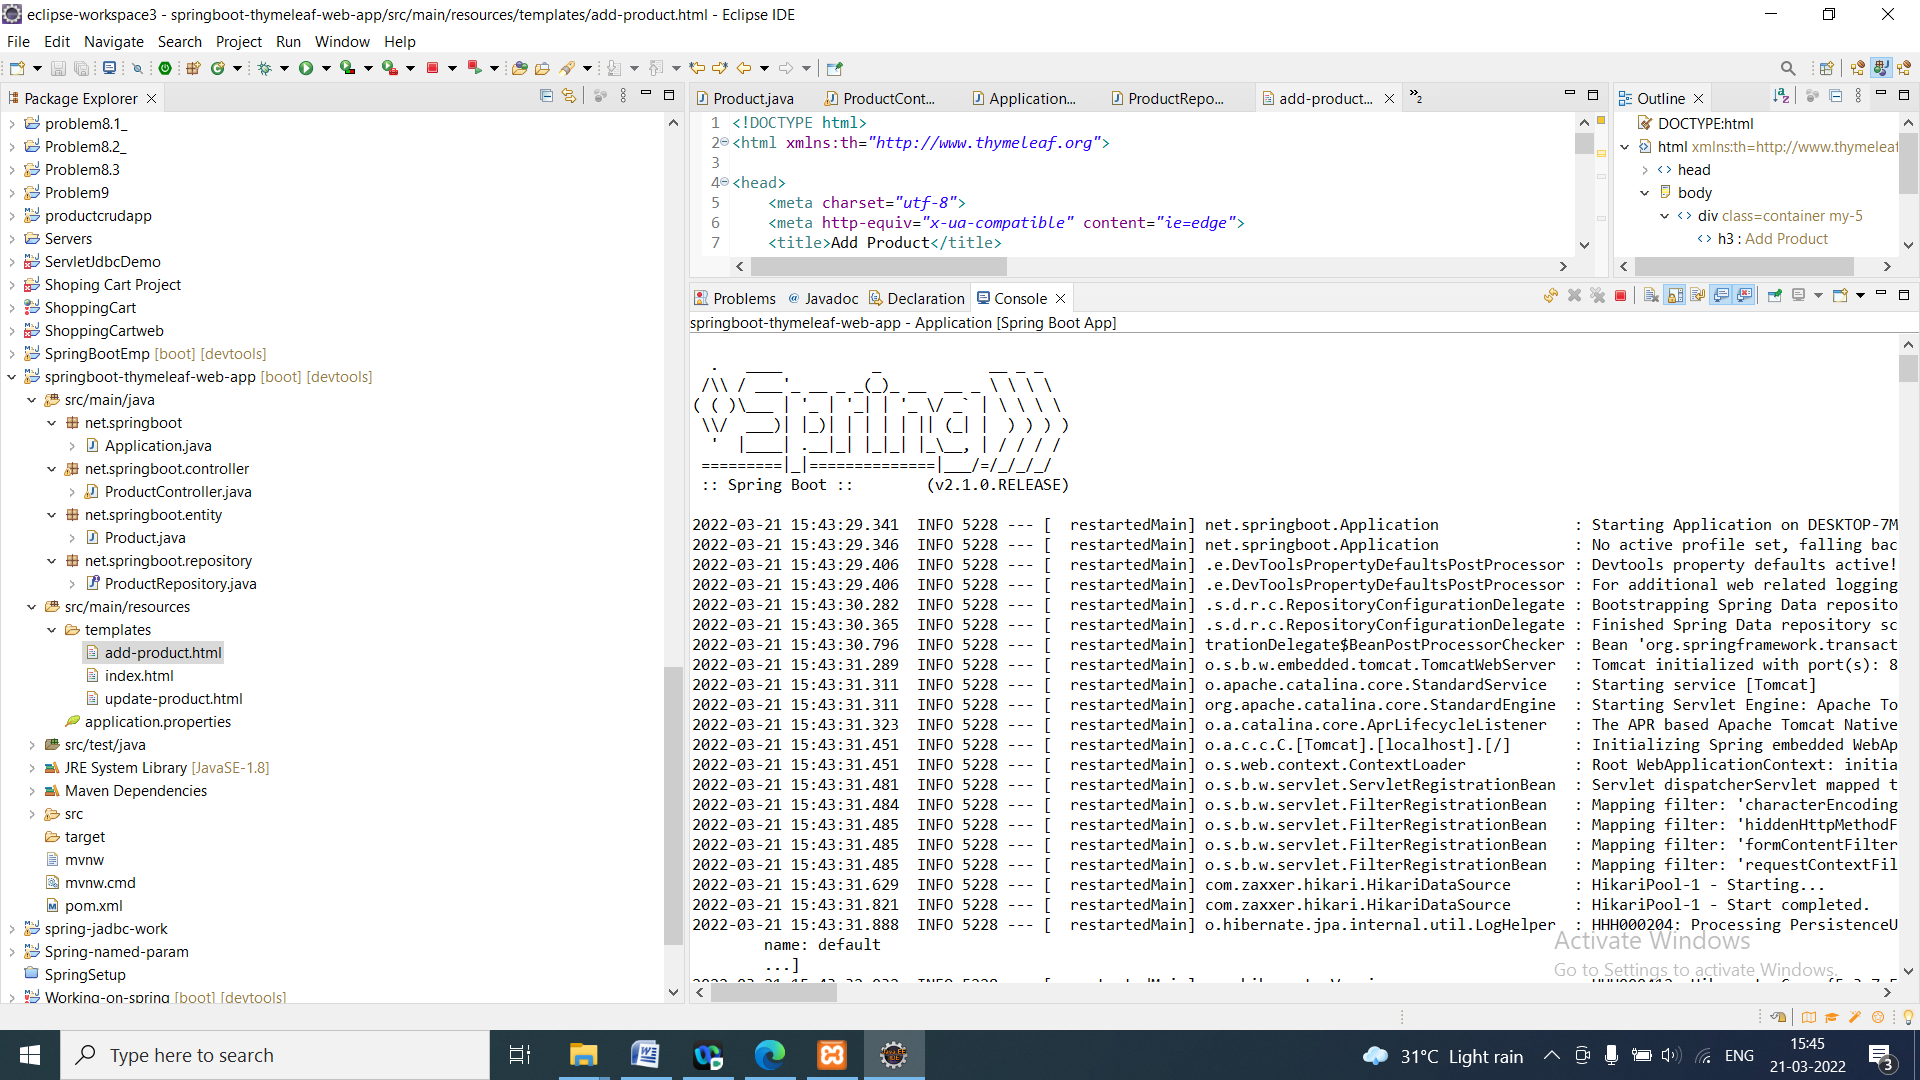 eclipse-workspace3 - springboot-thymeleaf-web-app/src/main/resources/templates/add-product.html - Eclipse IDE
File Edit Navigate Search Project Run Window Help
Package Explorer
problem8.1_
Problem8.2_
Problem8.3
Problem9
productcrudapp
Servers
ServletJdbcDemo
Shoping Cart Project
ShoppingCart
ShoppingCartweb
SpringBootEmp [boot] [devtools]
springboot-thymeleaf-web-app [boot] [devtools]
src/main/java
net.springboot
Application.java
net.springboot.controller
ProductController.java
net.springboot.entity
Product.java
net.springboot.repository
ProductRepository.java
src/main/resources
templates
add-product.html
index.html
update-product.html
application.properties
src/test/java
JRE System Library [JavaSE-1.8]
Maven Dependencies
src
target
mvnw
mvnw.cmd
pom.xml
spring-jadbc-work
Spring-named-param
SpringSetup
Working-on-spring [boot] [devtools]
Product.java ProductCont... Application... ProductRepo... add-product... »2
1 <!DOCTYPE html>
2 <html xmlns:th="http://www.thymeleaf.org">
3
4 <head>
5 <meta charset="utf-8">
6 <meta http-equiv="x-ua-compatible" content="ie=edge">
7 <title>Add Product</title>
Outline
DOCTYPE:html
html xmlns:th=http://www.thymeleaf
head
body
div class=container my-5
h3 : Add Product
Problems @ Javadoc Declaration Console
springboot-thymeleaf-web-app - Application [Spring Boot App]
Spring
:: Spring Boot :: (v2.1.0.RELEASE)
2022-03-21 15:43:29.341 INFO 5228 --- [ restartedMain] net.springboot.Application : Starting Application on DESKTOP-7M
2022-03-21 15:43:29.346 INFO 5228 --- [ restartedMain] net.springboot.Application : No active profile set, falling bac
2022-03-21 15:43:29.406 INFO 5228 --- [ restartedMain] .e.DevToolsPropertyDefaultsPostProcessor : Devtools property defaults active!
2022-03-21 15:43:29.406 INFO 5228 --- [ restartedMain] .e.DevToolsPropertyDefaultsPostProcessor : For additional web related logging
2022-03-21 15:43:30.282 INFO 5228 --- [ restartedMain] .s.d.r.c.RepositoryConfigurationDelegate : Bootstrapping Spring Data reposito
2022-03-21 15:43:30.365 INFO 5228 --- [ restartedMain] .s.d.r.c.RepositoryConfigurationDelegate : Finished Spring Data repository sc
2022-03-21 15:43:30.796 INFO 5228 --- [ restartedMain] trationDelegate$BeanPostProcessorChecker : Bean 'org.springframework.transact
2022-03-21 15:43:31.289 INFO 5228 --- [ restartedMain] o.s.b.w.embedded.tomcat.TomcatWebServer : Tomcat initialized with port(s): 8
2022-03-21 15:43:31.311 INFO 5228 --- [ restartedMain] o.apache.catalina.core.StandardService : Starting service [Tomcat]
2022-03-21 15:43:31.311 INFO 5228 --- [ restartedMain] org.apache.catalina.core.StandardEngine : Starting Servlet Engine: Apache To
2022-03-21 15:43:31.323 INFO 5228 --- [ restartedMain] o.a.catalina.core.AprLifecycleListener : The APR based Apache Tomcat Native
2022-03-21 15:43:31.451 INFO 5228 --- [ restartedMain] o.a.c.c.C.[Tomcat].[localhost].[/] : Initializing Spring embedded WebAp
2022-03-21 15:43:31.451 INFO 5228 --- [ restartedMain] o.s.web.context.ContextLoader : Root WebApplicationContext: initia
2022-03-21 15:43:31.481 INFO 5228 --- [ restartedMain] o.s.b.w.servlet.ServletRegistrationBean : Servlet dispatcherServlet mapped t
2022-03-21 15:43:31.484 INFO 5228 --- [ restartedMain] o.s.b.w.servlet.FilterRegistrationBean : Mapping filter: 'characterEncoding
2022-03-21 15:43:31.485 INFO 5228 --- [ restartedMain] o.s.b.w.servlet.FilterRegistrationBean : Mapping filter: 'hiddenHttpMethodF
2022-03-21 15:43:31.485 INFO 5228 --- [ restartedMain] o.s.b.w.servlet.FilterRegistrationBean : Mapping filter: 'formContentFilter
2022-03-21 15:43:31.485 INFO 5228 --- [ restartedMain] o.s.b.w.servlet.FilterRegistrationBean : Mapping filter: 'requestContextFil
2022-03-21 15:43:31.629 INFO 5228 --- [ restartedMain] com.zaxxer.hikari.HikariDataSource : HikariPool-1 - Starting...
2022-03-21 15:43:31.821 INFO 5228 --- [ restartedMain] com.zaxxer.hikari.HikariDataSource : HikariPool-1 - Start completed.
2022-03-21 15:43:31.888 INFO 5228 --- [ restartedMain] o.hibernate.jpa.internal.util.LogHelper : HHH000204: Processing PersistenceU
name: default
...]
Activate Windows
Go to Settings to activate Windows.
Type here to search
31°C Light rain
ENG
15:45
21-03-2022
3